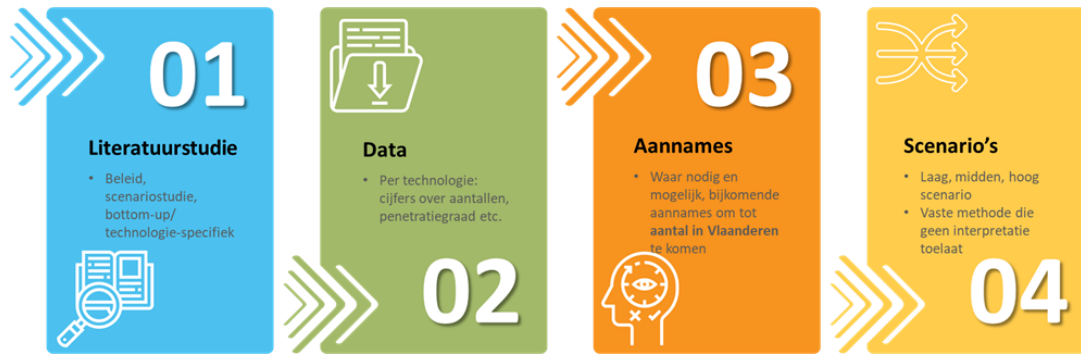 01
Literatuurstudie
• Beleid,
scenariostudie,
bottom-up/
technologie-specifiek
Data
• Per technologie:
cijfers over aantallen,
penetratiegraad etc.
02
03
Aannames
• Waar nodig en
mogelijk, bijkomende
aannames om tot
aantal in Vlaanderen
te komen
Scenario's
• Laag, midden, hoog
scenario
• Vaste methode die
geen interpretatie
toelaat
04